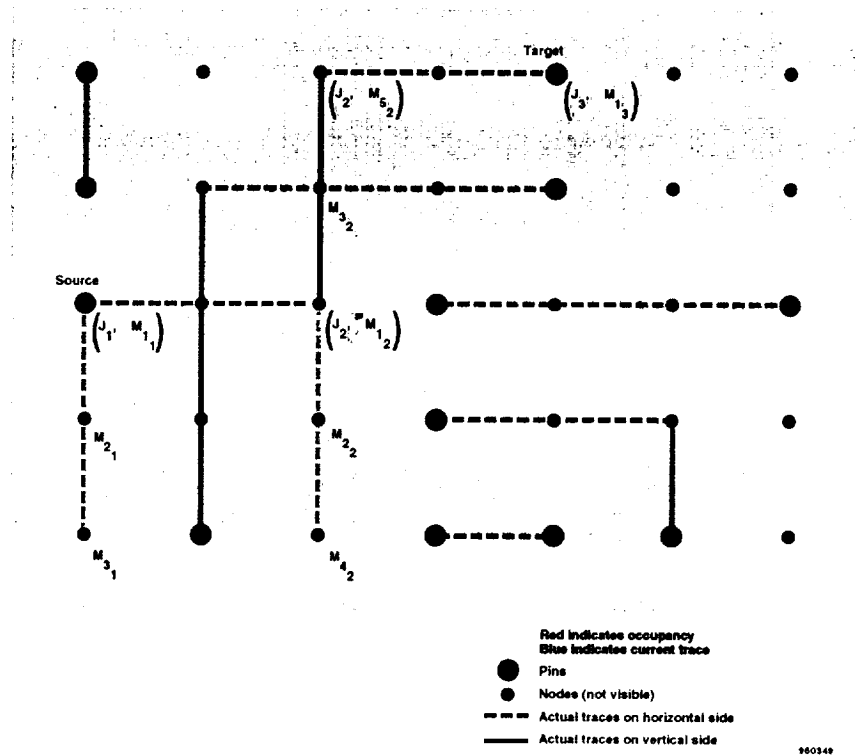 Target
(J2, M52)
(J3, M13)
M32
Source
(J1, M11)
(J2, M12)
M21
M22
M31
M42
Red indicates occupancy
Blue indicates current trace
Pins
Nodes (not visible)
Actual traces on horizontal side
Actual traces on vertical side
960349